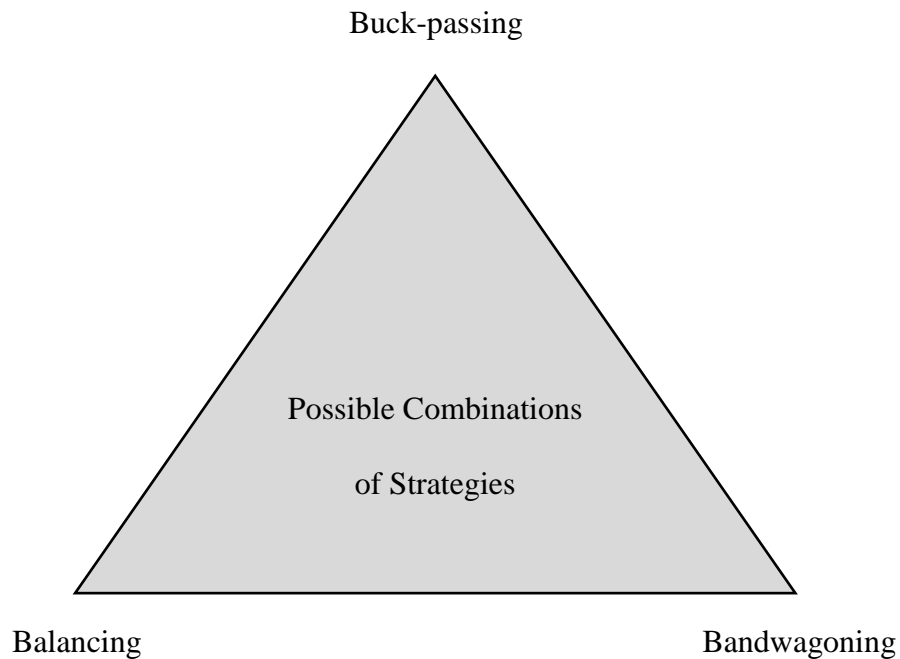 Buck-passing
Possible Combinations
of Strategies
Balancing
Bandwagoning